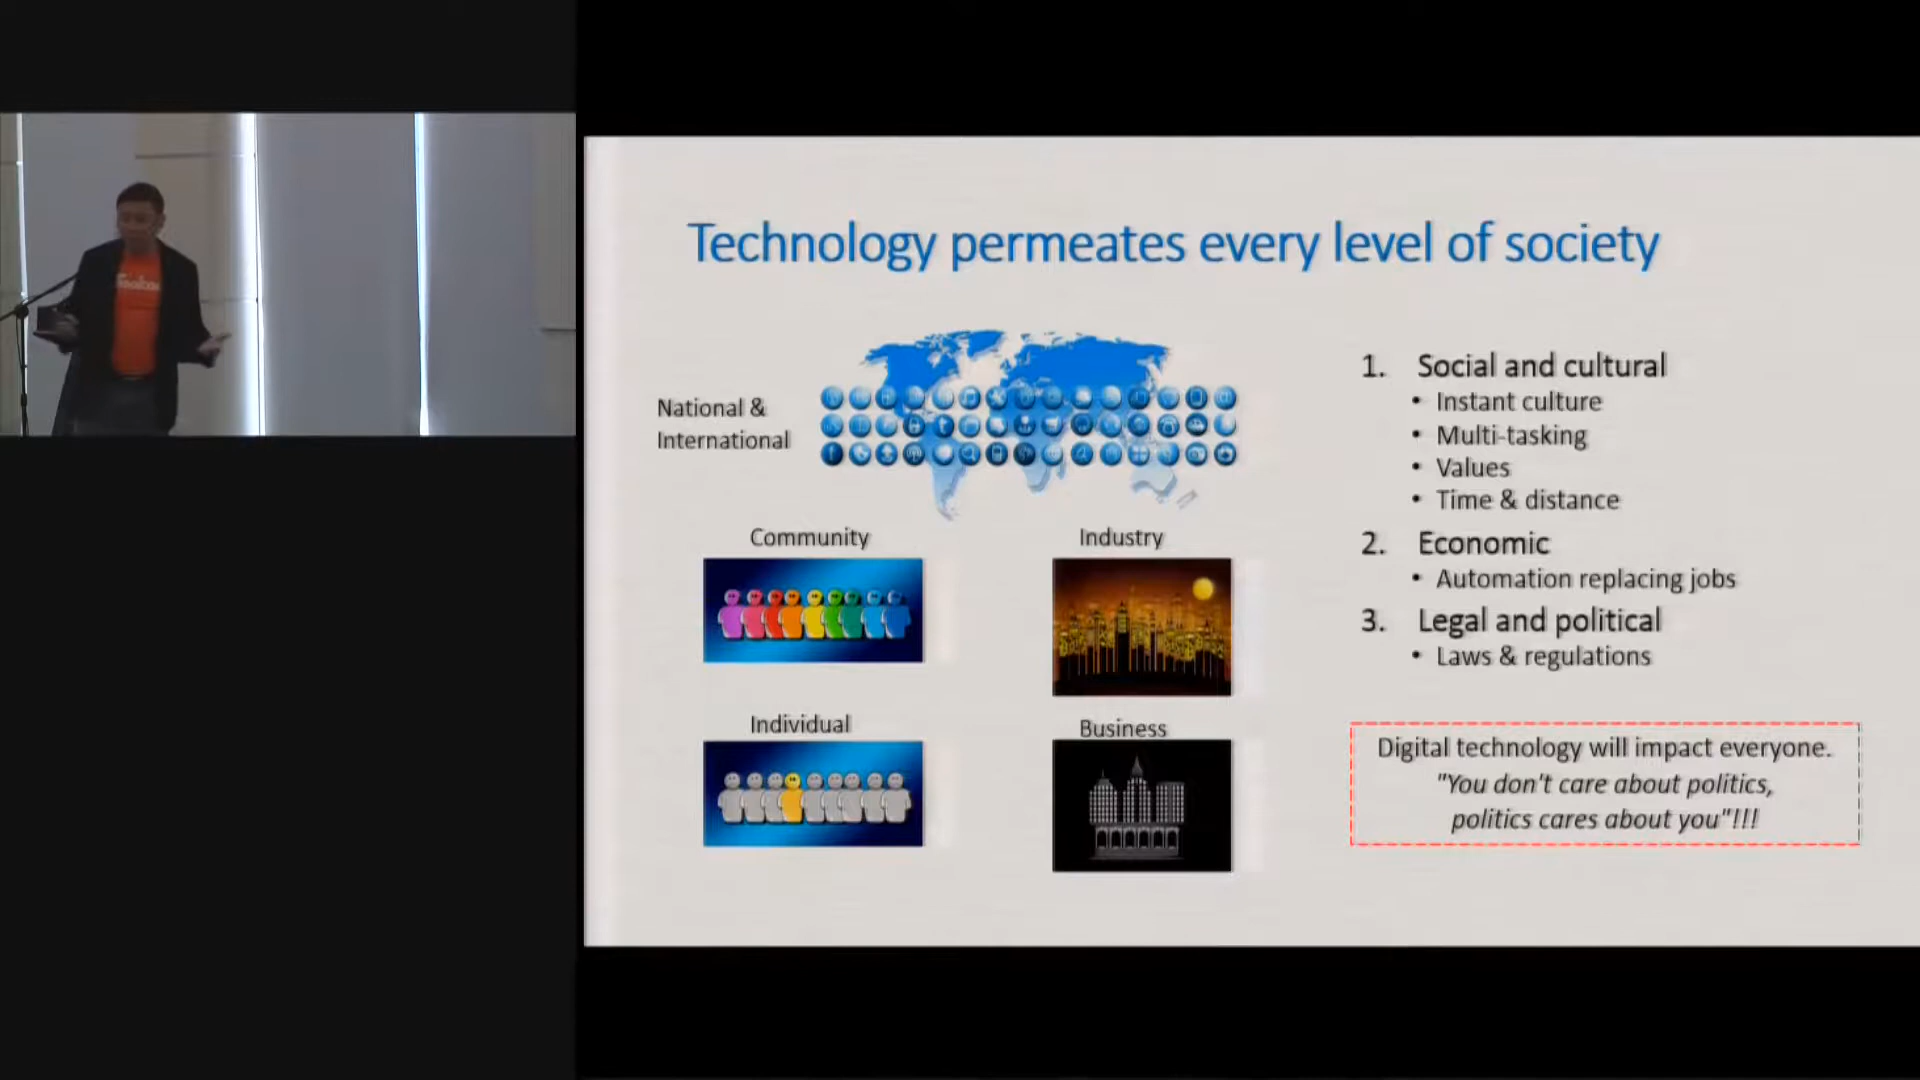 Technology permeates every level of society
National &
International
Community
Industry
Individual
Business
1. Social and cultural
• Instant culture
• Multi-tasking
• Values
• Time & distance
2. Economic
• Automation replacing jobs
3. Legal and political
• Laws & regulations
Digital technology will impact everyone.
"You don't care about politics,
politics cares about you"!!!